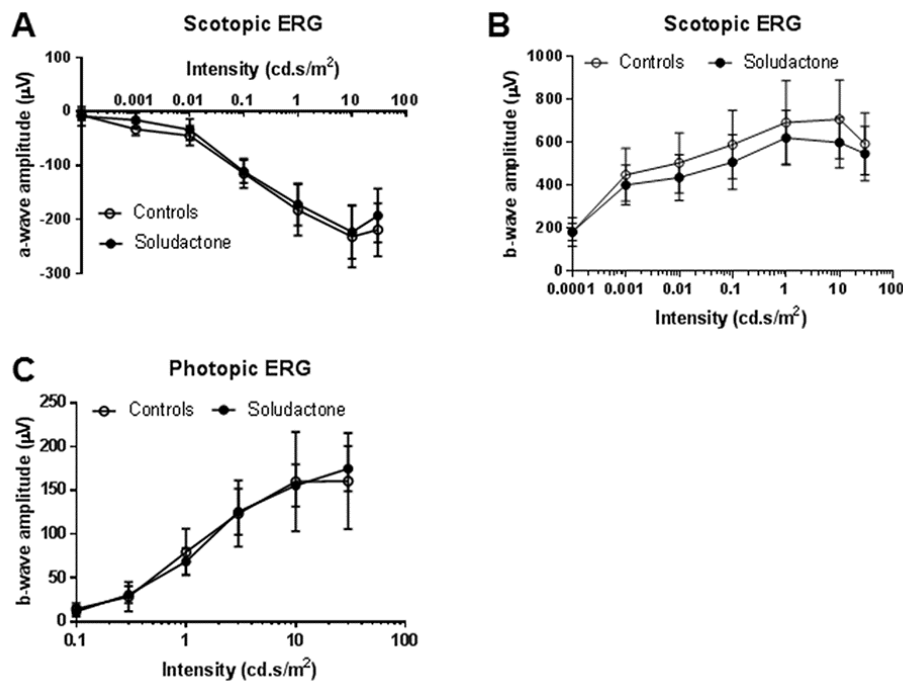 A
Scotopic ERG
Intensity (cd.s/m²)
a-wave amplitude (µV)
100
0
-100
-200
-300
0.001 0.01 0.1 1 10 100
Controls
Soludactone
B
Scotopic ERG
Controls Soludactone
b-wave amplitude (µV)
1000
800
600
400
200
0
0.0001 0.001 0.01 0.1 1 10 100
Intensity (cd.s/m²)
C
Photopic ERG
Controls Soludactone
b-wave amplitude (µV)
250
200
150
100
50
0
0.1 1 10 100
Intensity (cd.s/m²)